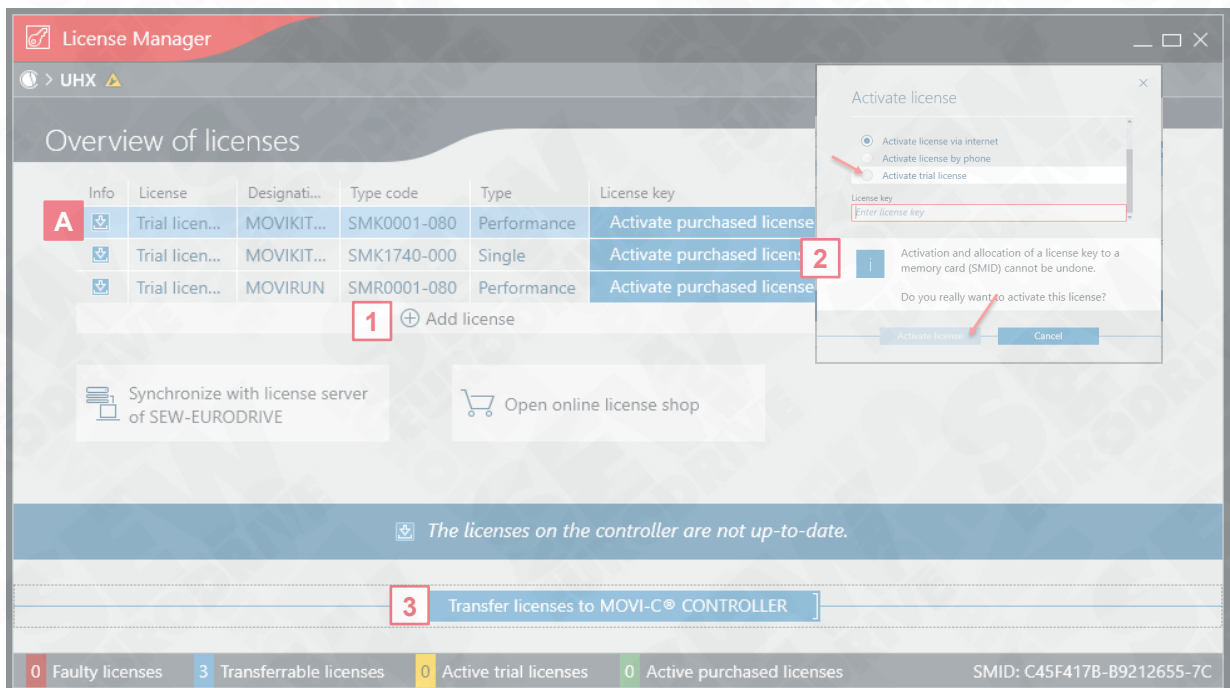 License Manager
> UHX
Overview of licenses
Info License Designati... Type code Type License key
A Trial licen... MOVIKIT... SMK0001-080 Performance Activate purchased license
Trial licen... MOVIKIT... SMK1740-000 Single Activate purchased licens
Trial licen... MOVIRUN SMR0001-080 Performance Activate purchased license
1 Add license
Synchronize with license server
of SEW-EURODRIVE
Open online license shop
Activate license
Activate license via internet
Activate license by phone
Activate trial license
License key
Enter license key
2
i
Activation and allocation of a license key to a
memory card (SMID) cannot be undone.
Do you really want to activate this license?
Activate license
Cancel
The licenses on the controller are not up-to-date.
3 Transfer licenses to MOVI-C® CONTROLLER
0 Faulty licenses 3 Transferrable licenses 0 Active trial licenses 0 Active purchased licenses SMID: C45F417B-B9212655-7C